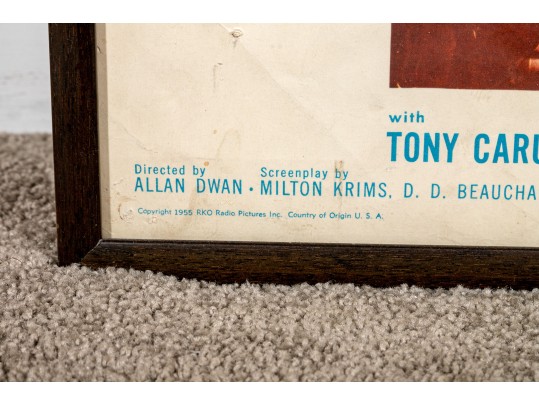 with
TONY CARU
Directed by Screenplay by
ALLAN DWAN • MILTON KRIMS, D. D. BEAUCHA
Copyright 1955 RKO Radio Pictures Inc. Country of Origin U. S. A.